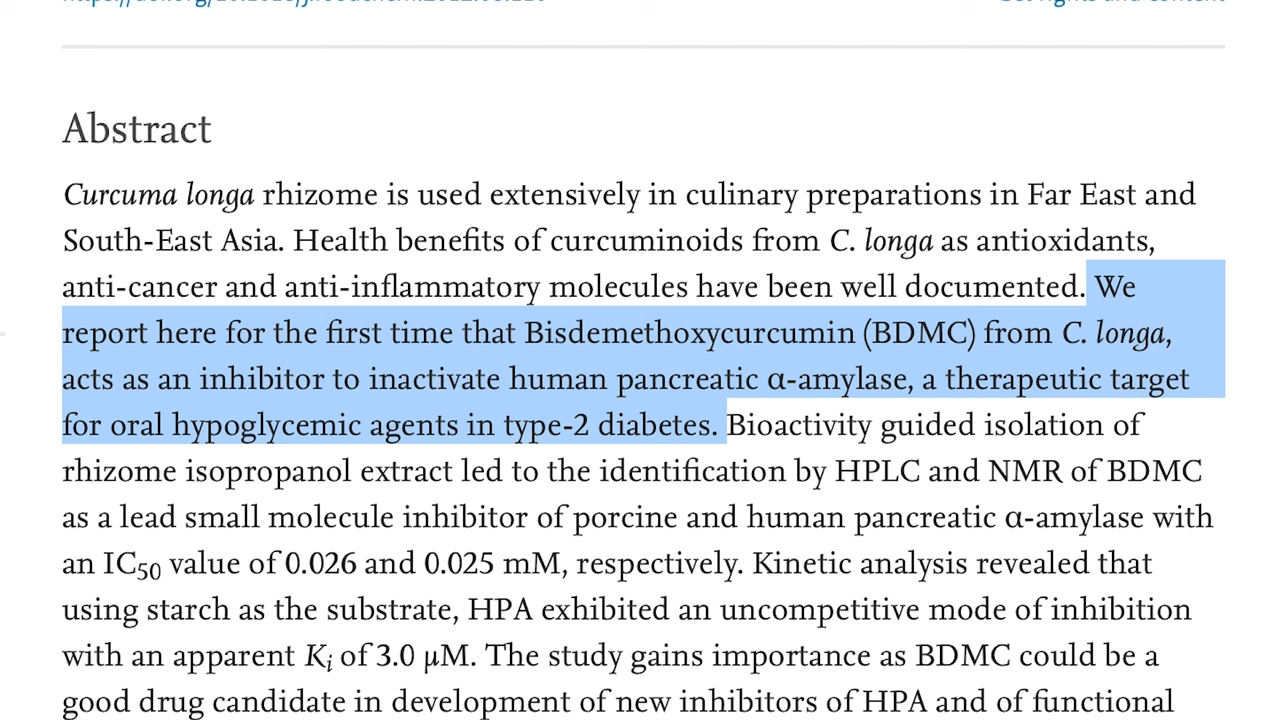 Abstract
Curcuma longa rhizome is used extensively in culinary preparations in Far East and
South-East Asia. Health benefits of curcuminoids from C. longa as antioxidants,
anti-cancer and anti-inflammatory molecules have been well documented. We
report here for the first time that Bisdemethoxycurcumin (BDMC) from C. longa,
acts as an inhibitor to inactivate human pancreatic α-amylase, a therapeutic target
for oral hypoglycemic agents in type-2 diabetes. Bioactivity guided isolation of
rhizome isopropanol extract led to the identification by HPLC and NMR of BDMC
as a lead small molecule inhibitor of porcine and human pancreatic α-amylase with
an IC50 value of 0.026 and 0.025 mM, respectively. Kinetic analysis revealed that
using starch as the substrate, HPA exhibited an uncompetitive mode of inhibition
with an apparent Ki of 3.0 μM. The study gains importance as BDMC could be a
good drug candidate in development of new inhibitors of HPA and of functional